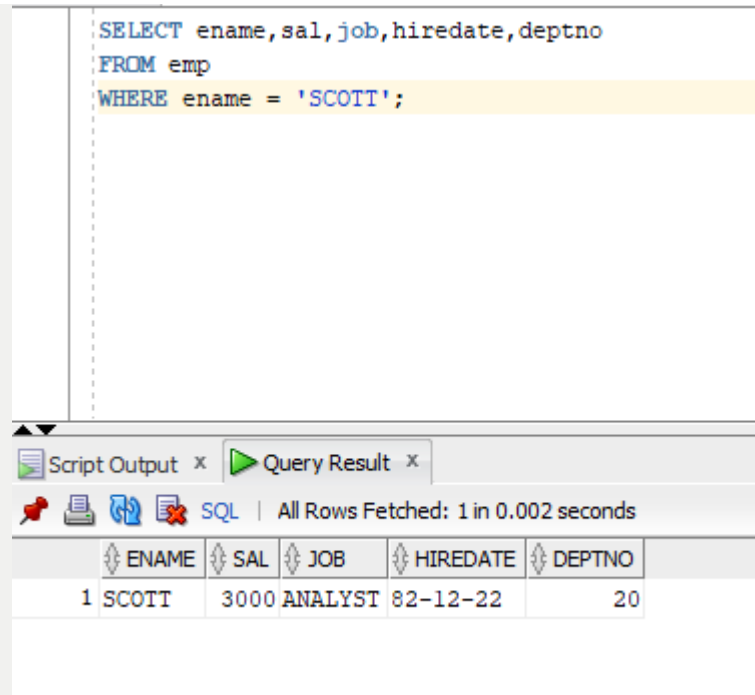 SELECT ename,sal,job,hiredate,deptno
FROM emp
WHERE ename = 'SCOTT';
Script Output x Query Result x
SQL | All Rows Fetched: 1 in 0.002 seconds
ENAME SAL JOB HIREDATE DEPTNO
1 SCOTT 3000 ANALYST 82-12-22 20